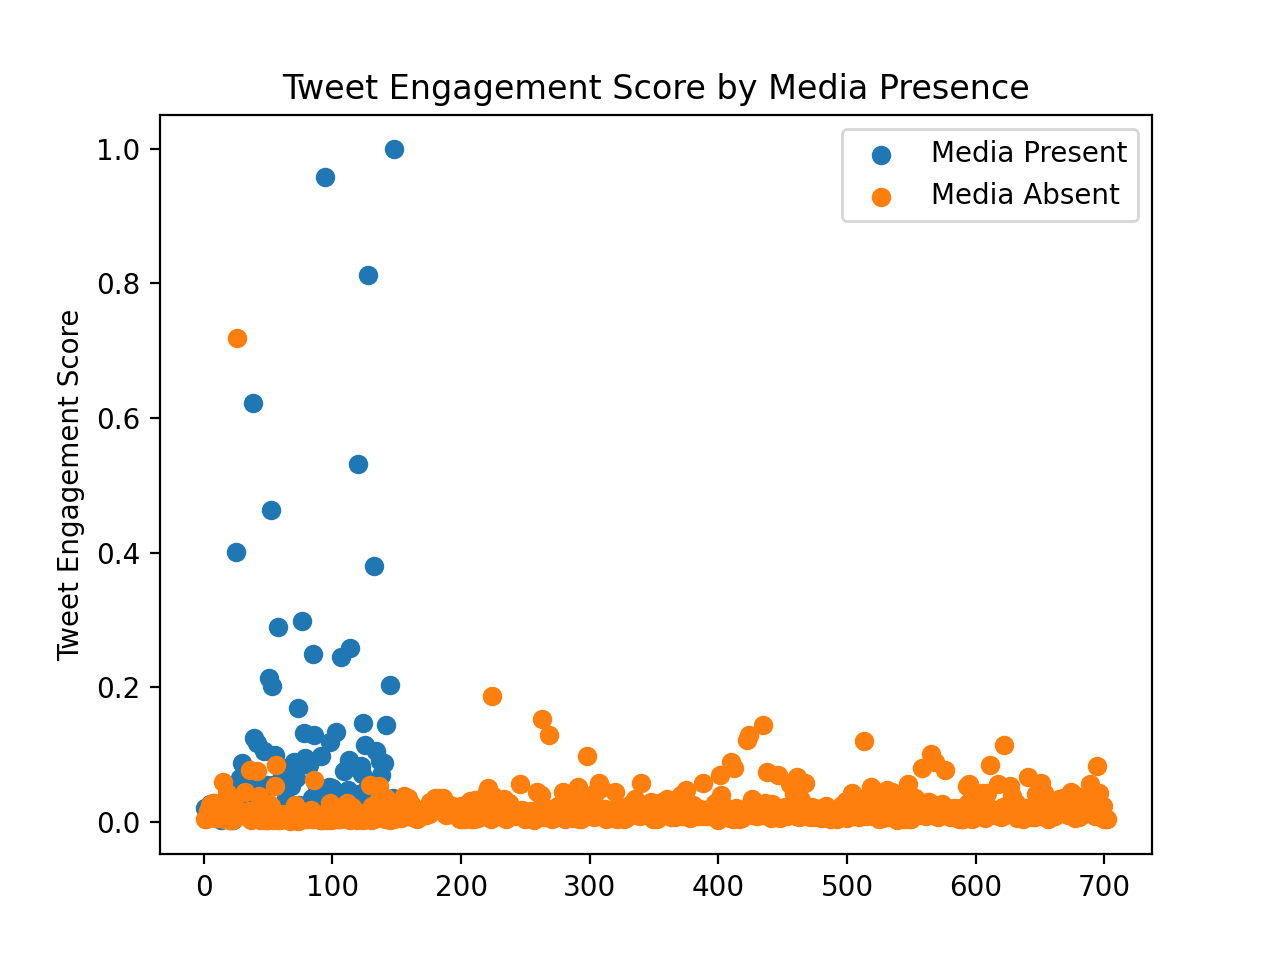 Tweet Engagement Score by Media Presence
Media Present
Media Absent
Tweet Engagement Score
1.0
0.8
0.6
0.4
0.2
0.0
0 100 200 300 400 500 600 700